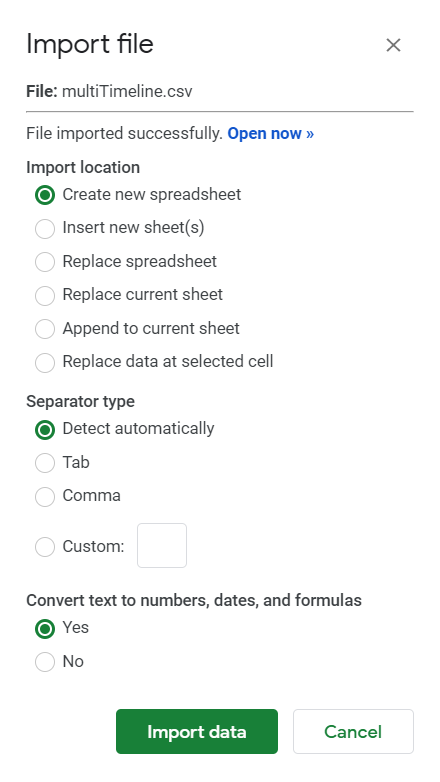 Import file
File: multiTimeline.csv
File imported successfully. Open now »
Import location
Create new spreadsheet
Insert new sheet(s)
Replace spreadsheet
Replace current sheet
Append to current sheet
Replace data at selected cell
Separator type
Detect automatically
Tab
Comma
Custom:
Convert text to numbers, dates, and formulas
Yes
No
Import data Cancel